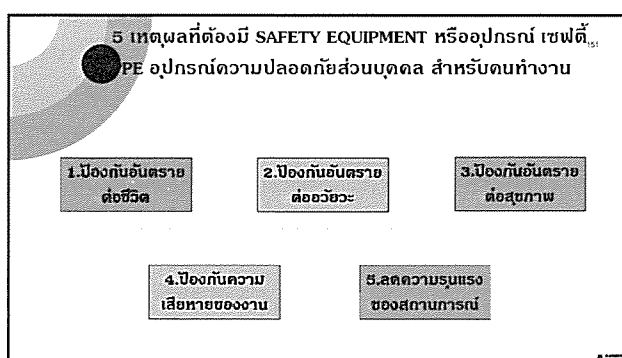 5 เหตุผลที่ต้องมี SAFETY EQUIPMENT หรืออุปกรณ์ เซฟตี้
PE อุปกรณ์ความปลอดภัยส่วนบุคคล สำหรับคนทำงาน
1.ป้องกันอันตราย
ต่อชีวิต
2.ป้องกันอันตราย
ต่ออวัยวะ
3.ป้องกันอันตราย
ต่อสุขภาพ
4.ป้องกันความ
เสียหายของงาน
5.ลดความรุนแรง
ของสถานการณ์